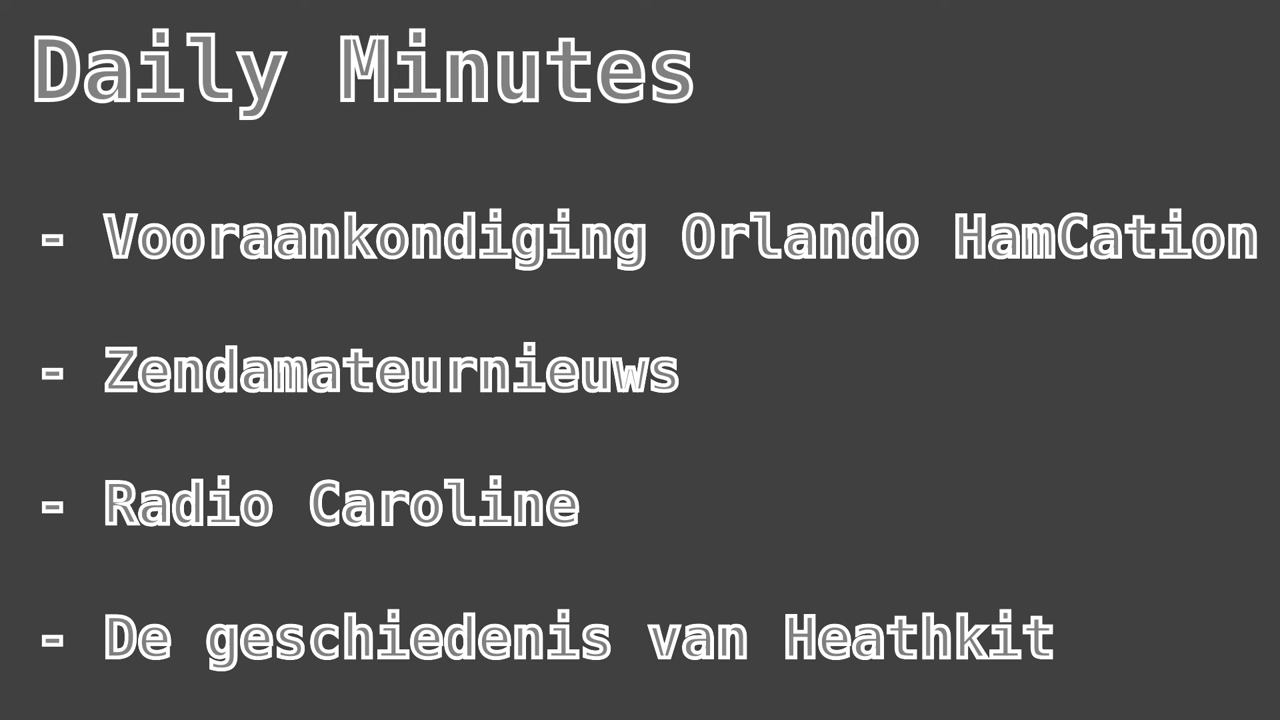 Daily Minutes
- Vooraankondiging Orlando HamCation
- Zendamateurnieuws
- Radio Caroline
- De geschiedenis van Heathkit